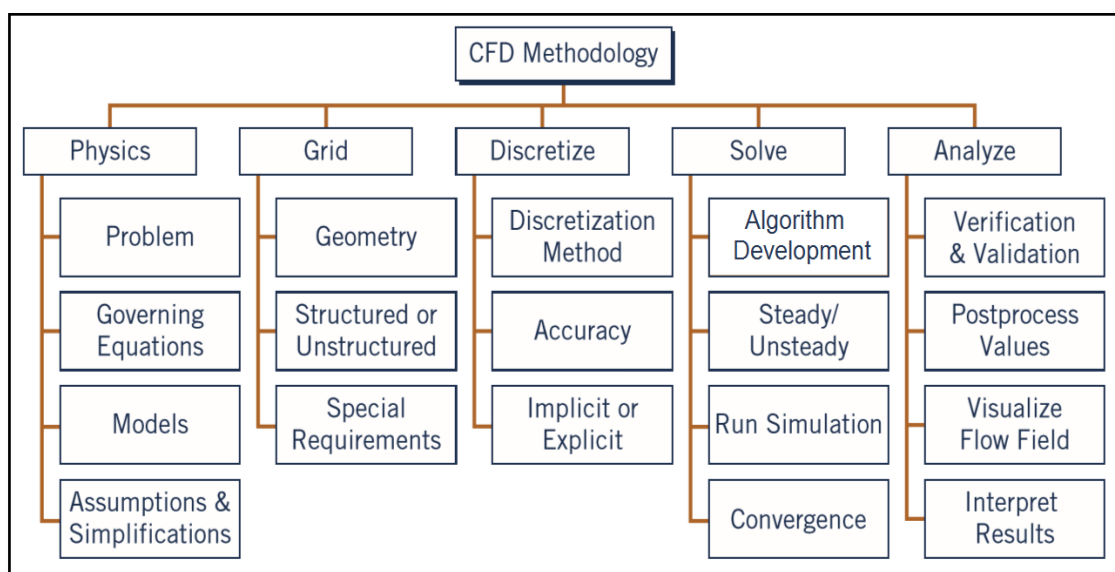 CFD Methodology
Physics
Grid
Discretize
Solve
Analyze
Problem
Governing
Equations
Models
Assumptions &
Simplifications
Geometry
Structured or
Unstructured
Special
Requirements
Discretization
Method
Accuracy
Implicit or
Explicit
Algorithm
Development
Steady/
Unsteady
Run Simulation
Convergence
Verification
& Validation
Postprocess
Values
Visualize
Flow Field
Interpret
Results